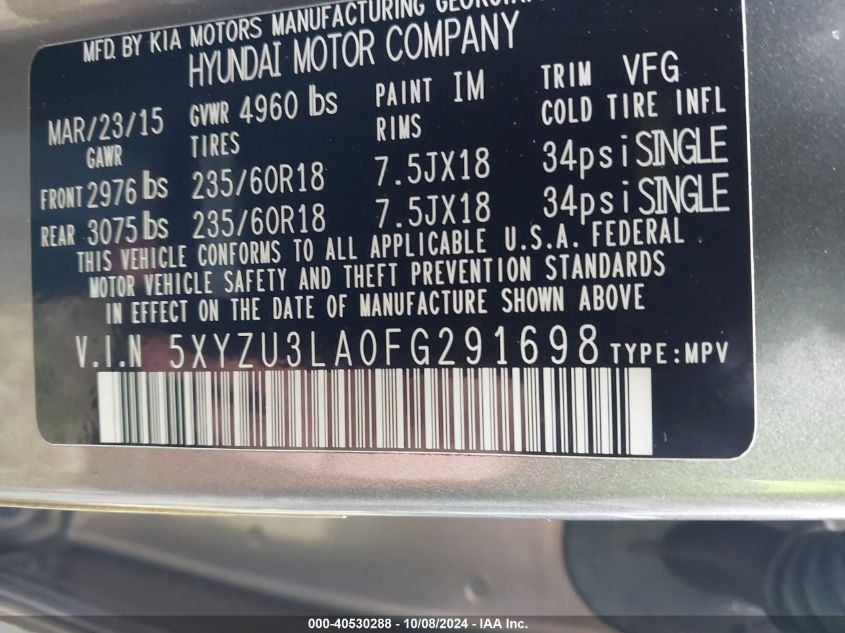 MFD. BY KIA MOTORS MANUFACTURING
HYUNDAI MOTOR COMPANY
MAR/23/15 GVWR 4960 lbs PAINT IM TRIM VFG
GAWR TIRES RIMS COLD TIRE INFL
FRONT 2976 lbs 235/60R18 7.5JX18 34psi SINGLE
REAR 3075 lbs 235/60R18 7.5JX18 34psi SINGLE
THIS VEHICLE CONFORMS TO ALL APPLICABLE U.S.A. FEDERAL
MOTOR VEHICLE SAFETY AND THEFT PREVENTION STANDARDS
IN EFFECT ON THE DATE OF MANUFACTURE SHOWN ABOVE
V.I.N 5XYZU3LA0FG291698 TYPE:MPV
000-40530288 - 10/08/2024 - IAA Inc.